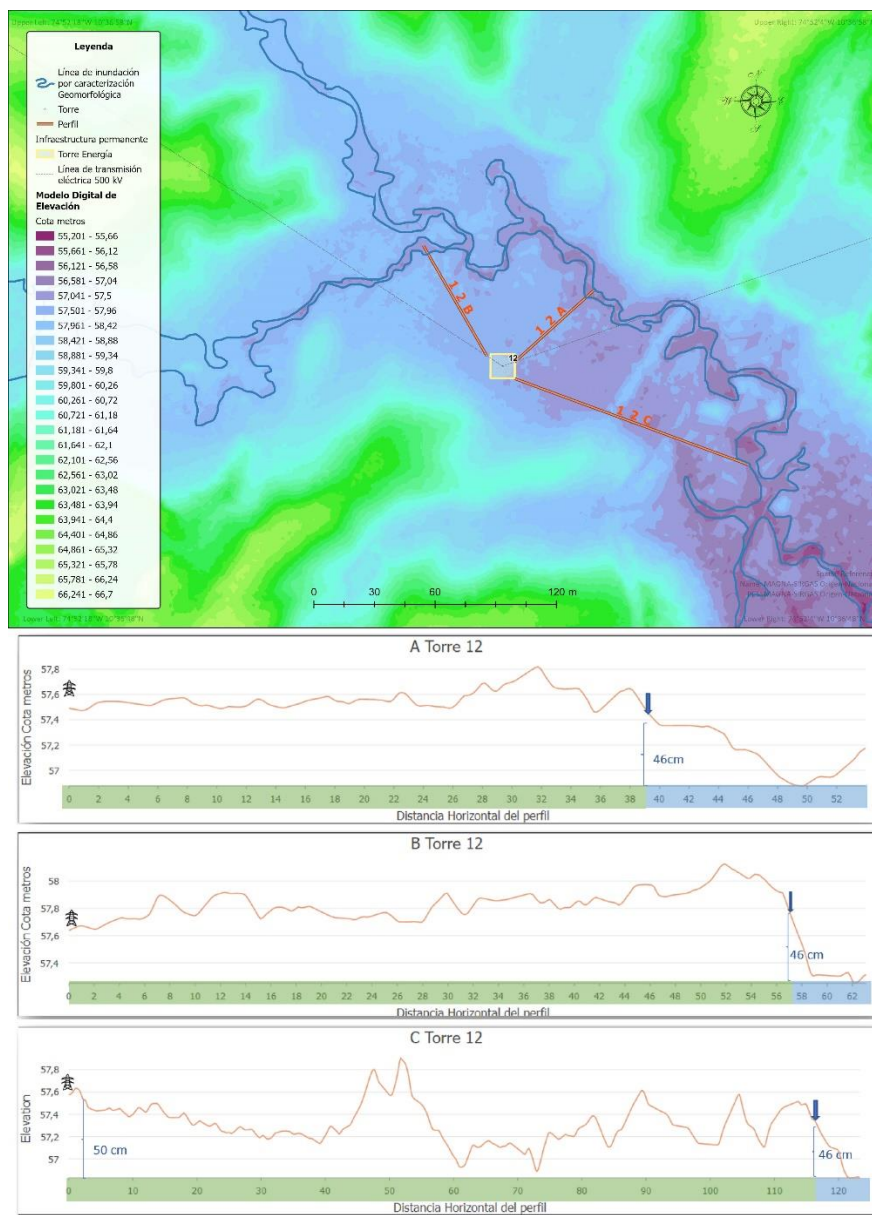 Upper Left: 74°52'18"W 10°56'58"N
Leyenda
Línea de inundación
por caracterización
Geomorfológica
Torre
Perfil
Infraestructura permanente
Torre Energía
Línea de transmisión
eléctrica 500 kV
Modelo Digital de
Elevación
Cota metros
55,201 - 55,66
55,661 - 56,12
56,121 - 56,58
56,581 - 57,04
57,041 - 57,5
57,501 - 57,96
57,961 - 58,42
58,421 - 58,88
58,881 - 59,34
59,341 - 59,8
59,801 - 60,26
60,261 - 60,72
60,721 - 61,18
61,181 - 61,64
61,641 - 62,1
62,101 - 62,56
62,561 - 63,02
63,021 - 63,48
63,481 - 63,94
63,941 - 64,4
64,401 - 64,86
64,861 - 65,32
65,321 - 65,78
65,781 - 66,24
66,241 - 66,7
N
W
S
12B
12A
12
12C
0 30 60 120 m
A Torre 12
Elevación Cota metros
57,8
57,6
57,4
57,2
57
46cm
0 2 4 6 8 10 12 14 16 18 20 22 24 26 28 30 32 34 36 38 40 42 44 46 48 50 52
Distancia Horizontal del perfil
B Torre 12
Elevación Cota metros
58
57,8
57,6
57,4
46 cm
0 2 4 6 8 10 12 14 16 18 20 22 24 26 28 30 32 34 36 38 40 42 44 46 48 50 52 54 56 58 60 62
Distancia Horizontal del perfil
C Torre 12
Elevation
57,8
57,6
57,4
57,2
57
50 cm
46 cm
0 10 20 30 40 50 60 70 80 90 100 110 120
Distancia Horizontal del perfil